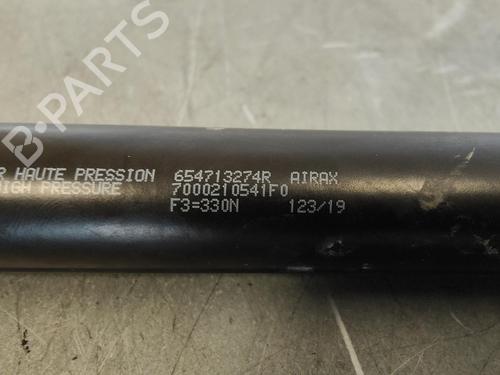 B-PARTS
R HAUTE PRESSION 654713274R AIRAX
HIGH PRESSURE 7000210541F0
F3=330N 123/19